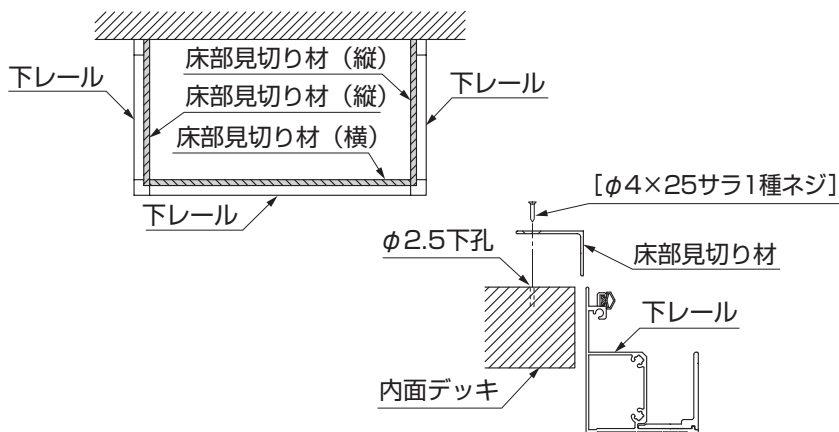 床部見切り材（縦）
下レール
下レール
床部見切り材（縦）
床部見切り材（横）
下レール
[φ4×25サラ1種ネジ]
φ2.5下孔
床部見切り材
下レール
内面デッキ